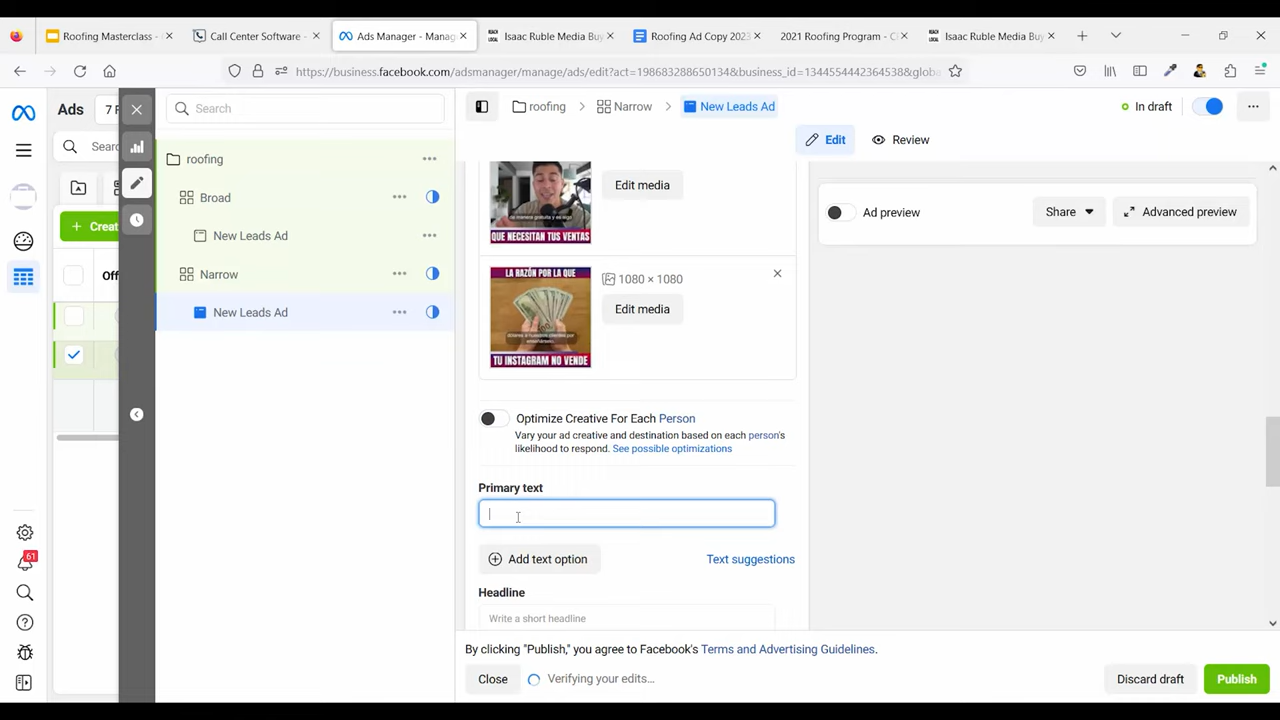 Roofing Masterclass -
Call Center Software -
Ads Manager - Manag
Isaac Ruble Media Buy
Roofing Ad Copy 2023
2021 Roofing Program - C
Isaac Ruble Media Buy
https://business.facebook.com/adsmanager/manage/ads/edit?act=198683288650134&business_id=1344554442364538&globa
Ads
7 F
Search
roofing
Narrow
New Leads Ad
In draft
Searc
Edit
Review
roofing
Creat
Broad
New Leads Ad
Off
Narrow
New Leads Ad
Edit media
QUE NECESITAN TUS VENTAS
LA RAZÓN POR LA QUE
TU INSTAGRAM NO VENDE
1080 × 1080
Edit media
Ad preview
Share
Advanced preview
Optimize Creative For Each Person
Vary your ad creative and destination based on each person's
likelihood to respond. See possible optimizations
Primary text
Add text option
Text suggestions
Headline
Write a short headline
61
By clicking "Publish," you agree to Facebook's Terms and Advertising Guidelines.
Close
Verifying your edits...
Discard draft
Publish